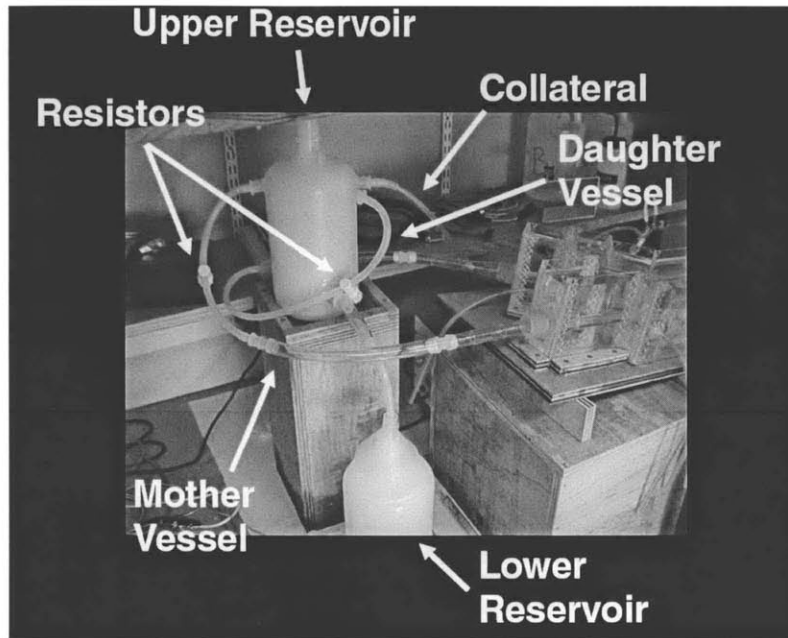 Upper Reservoir
Resistors
Collateral
Daughter
Vessel
Mother
Vessel
Lower
Reservoir